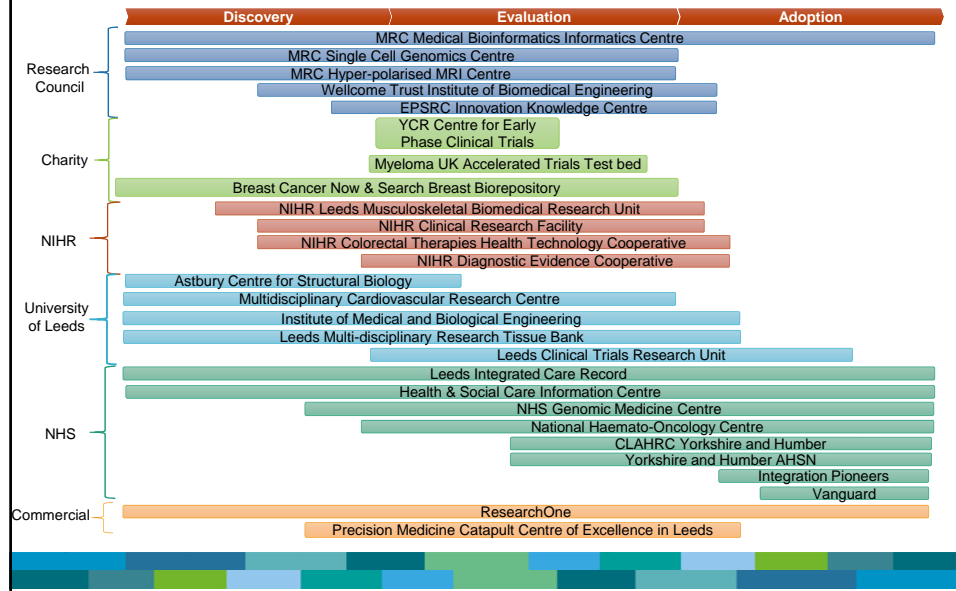 Discovery
Evaluation
Adoption
Research
Council
MRC Medical Bioinformatics Informatics Centre
MRC Single Cell Genomics Centre
MRC Hyper-polarised MRI Centre
Wellcome Trust Institute of Biomedical Engineering
EPSRC Innovation Knowledge Centre
Charity
YCR Centre for Early
Phase Clinical Trials
Myeloma UK Accelerated Trials Test bed
Breast Cancer Now & Search Breast Biorepository
NIHR
NIHR Leeds Musculoskeletal Biomedical Research Unit
NIHR Clinical Research Facility
NIHR Colorectal Therapies Health Technology Cooperative
NIHR Diagnostic Evidence Cooperative
University
of Leeds
Astbury Centre for Structural Biology
Multidisciplinary Cardiovascular Research Centre
Institute of Medical and Biological Engineering
Leeds Multi-disciplinary Research Tissue Bank
Leeds Clinical Trials Research Unit
NHS
Leeds Integrated Care Record
Health & Social Care Information Centre
NHS Genomic Medicine Centre
National Haemato-Oncology Centre
CLAHRC Yorkshire and Humber
Yorkshire and Humber AHSN
Integration Pioneers
Vanguard
Commercial
ResearchOne
Precision Medicine Catapult Centre of Excellence in Leeds